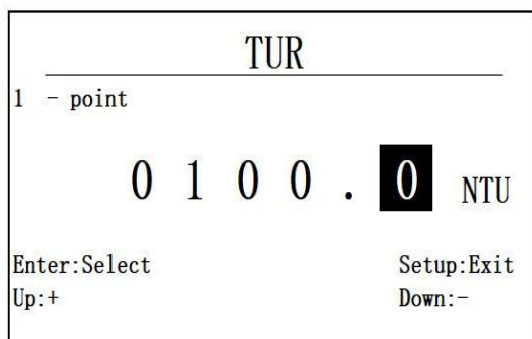 TUR
1 - point
0 1 0 0 . 0 NTU
Enter:Select Setup:Exit
Up:+ Down:-